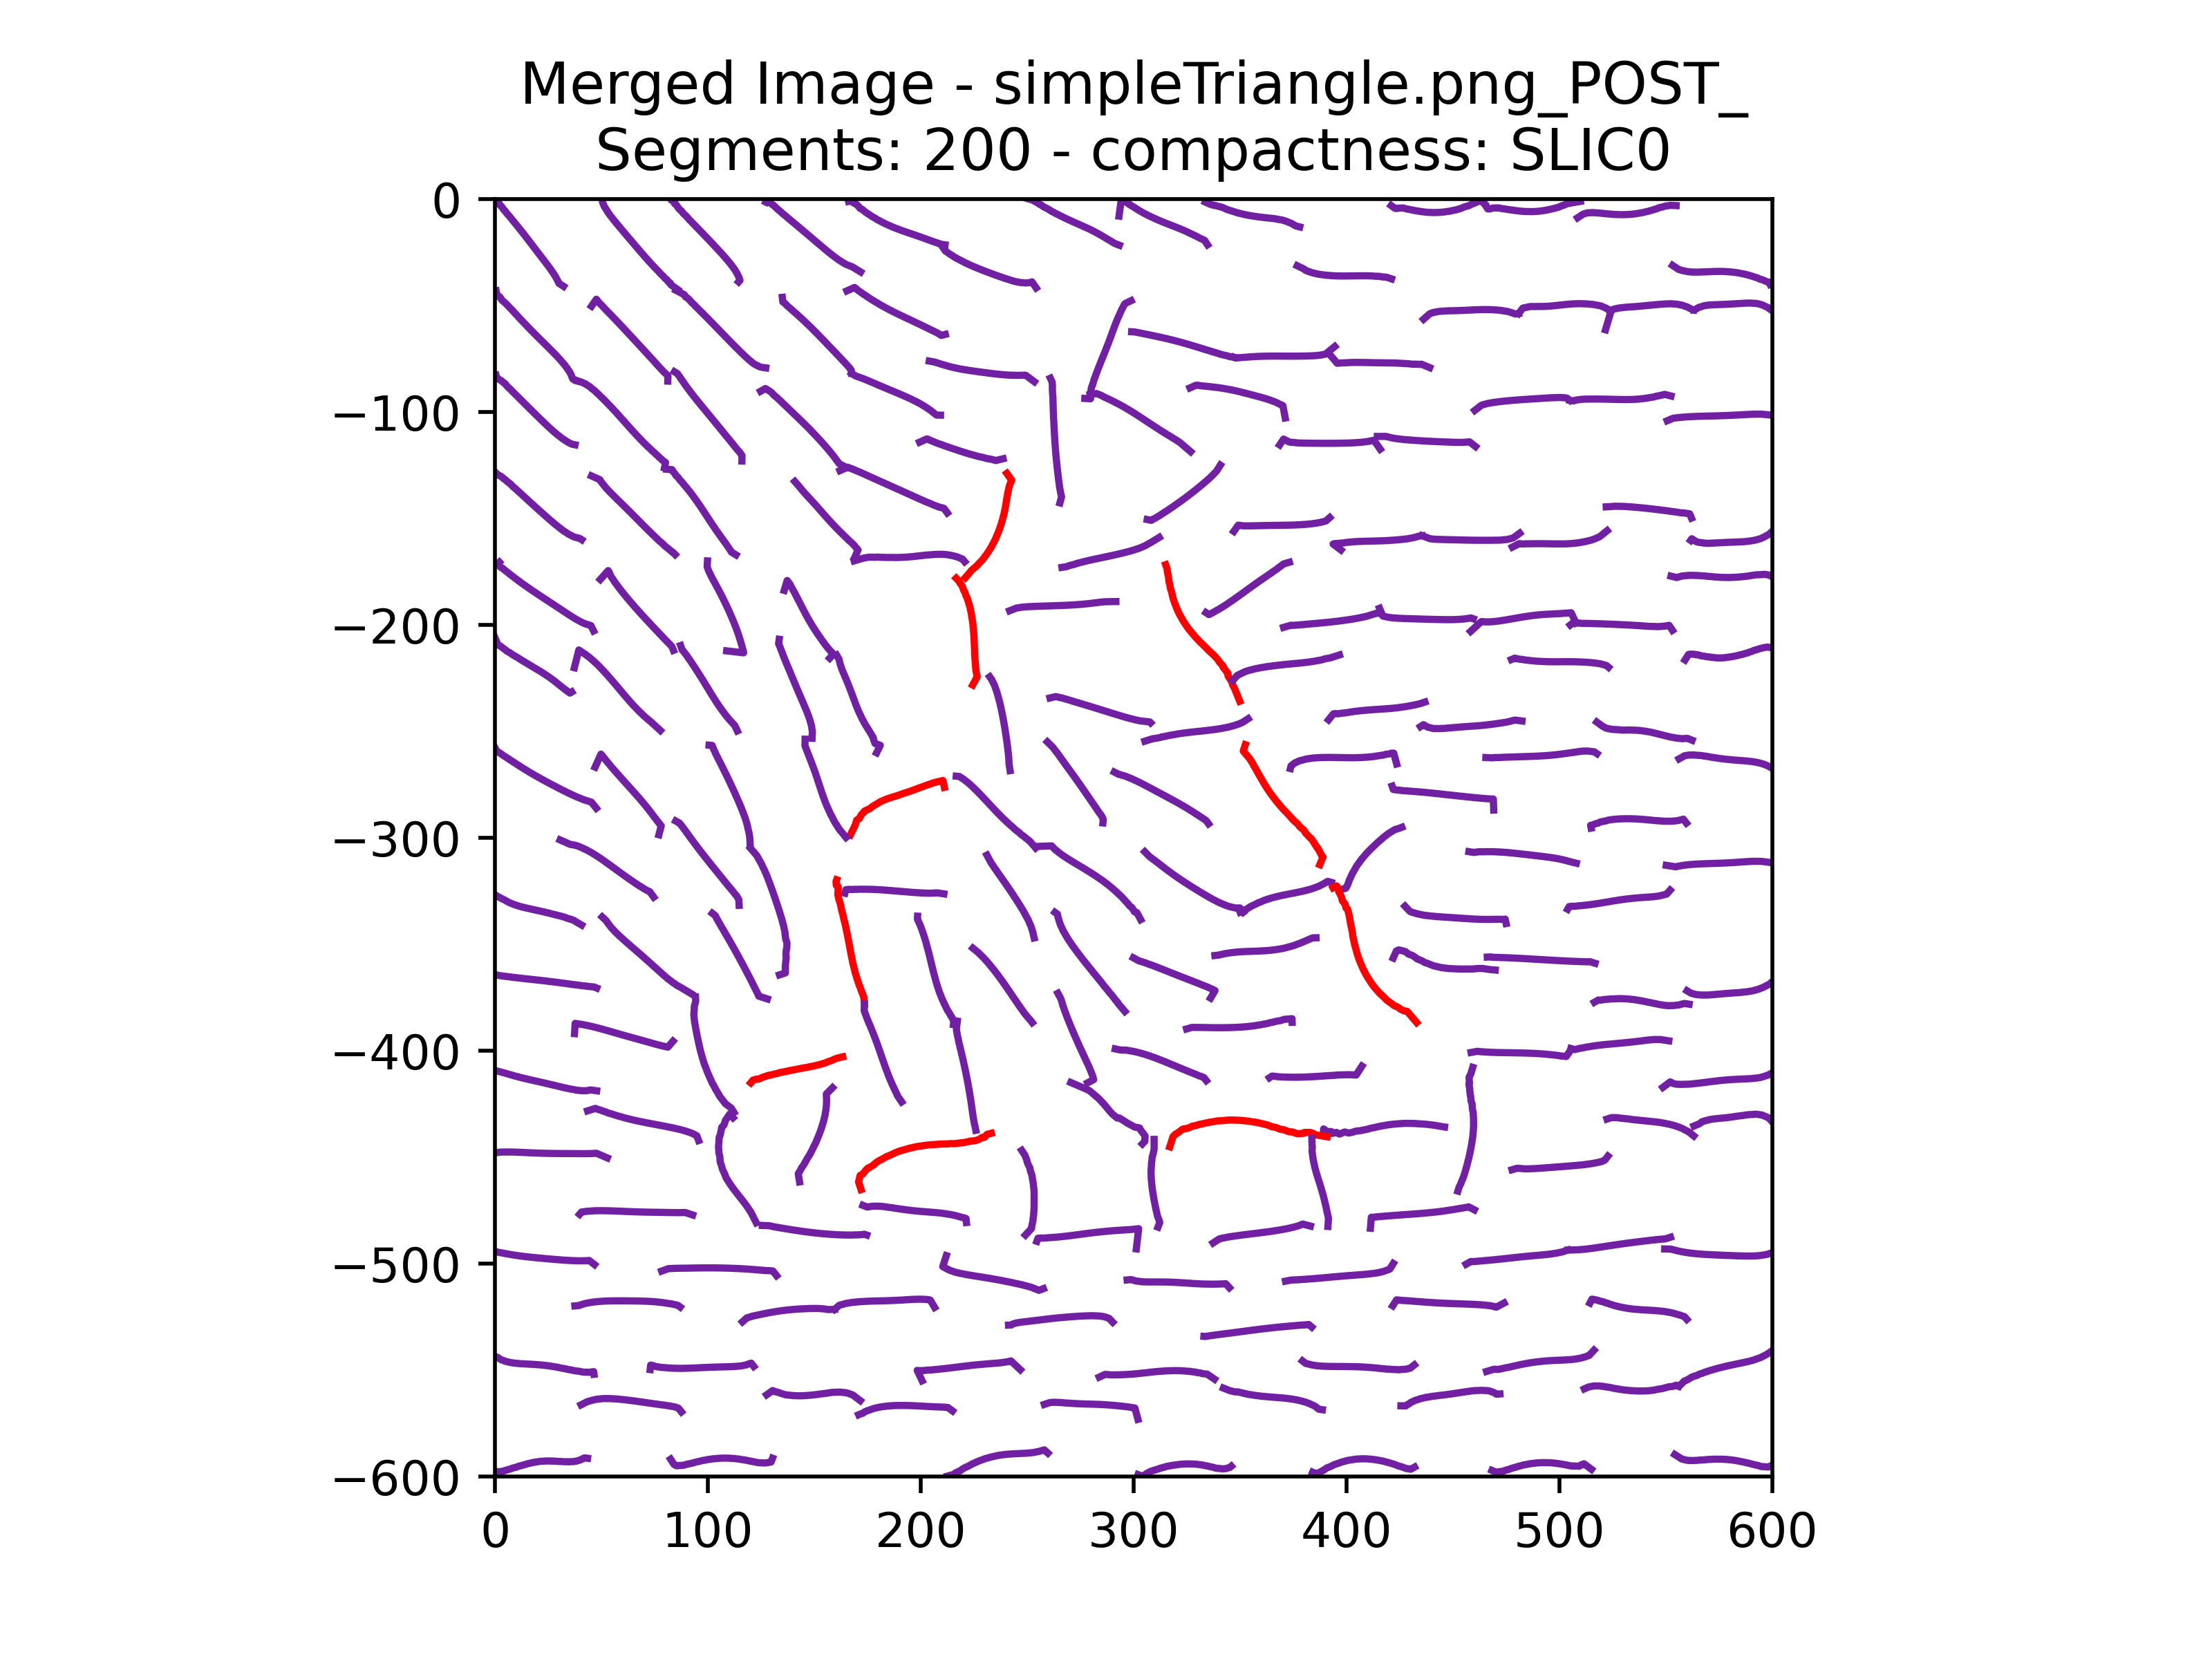 Merged Image - simpleTriangle.png_POST_
Segments: 200 - compactness: SLIC0
0
−100
−200
−300
−400
−500
−600
0 100 200 300 400 500 600